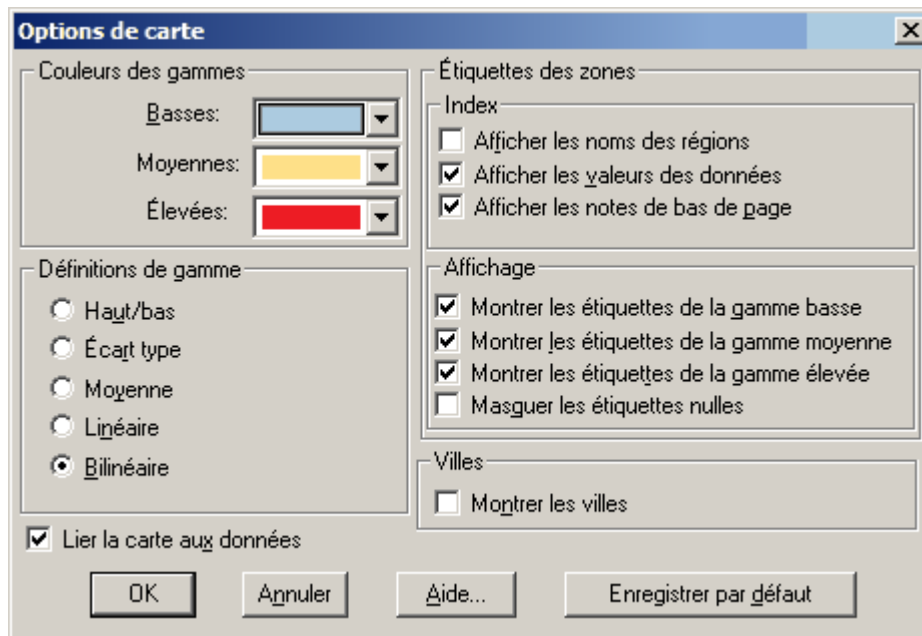 Options de carte
Couleurs des gammes
Basses:
Moyennes:
Élevées:
Définitions de gamme
Haut/bas
Écart type
Moyenne
Linéaire
Bilinéaire
Étiquettes des zones
Index
Afficher les noms des régions
Afficher les valeurs des données
Afficher les notes de bas de page
Affichage
Montrer les étiquettes de la gamme basse
Montrer les étiquettes de la gamme moyenne
Montrer les étiquettes de la gamme élevée
Masguer les étiquettes nulles
Villes
Montrer les villes
Lier la carte aux données
OK
Annuler
Aide...
Enregistrer par défaut